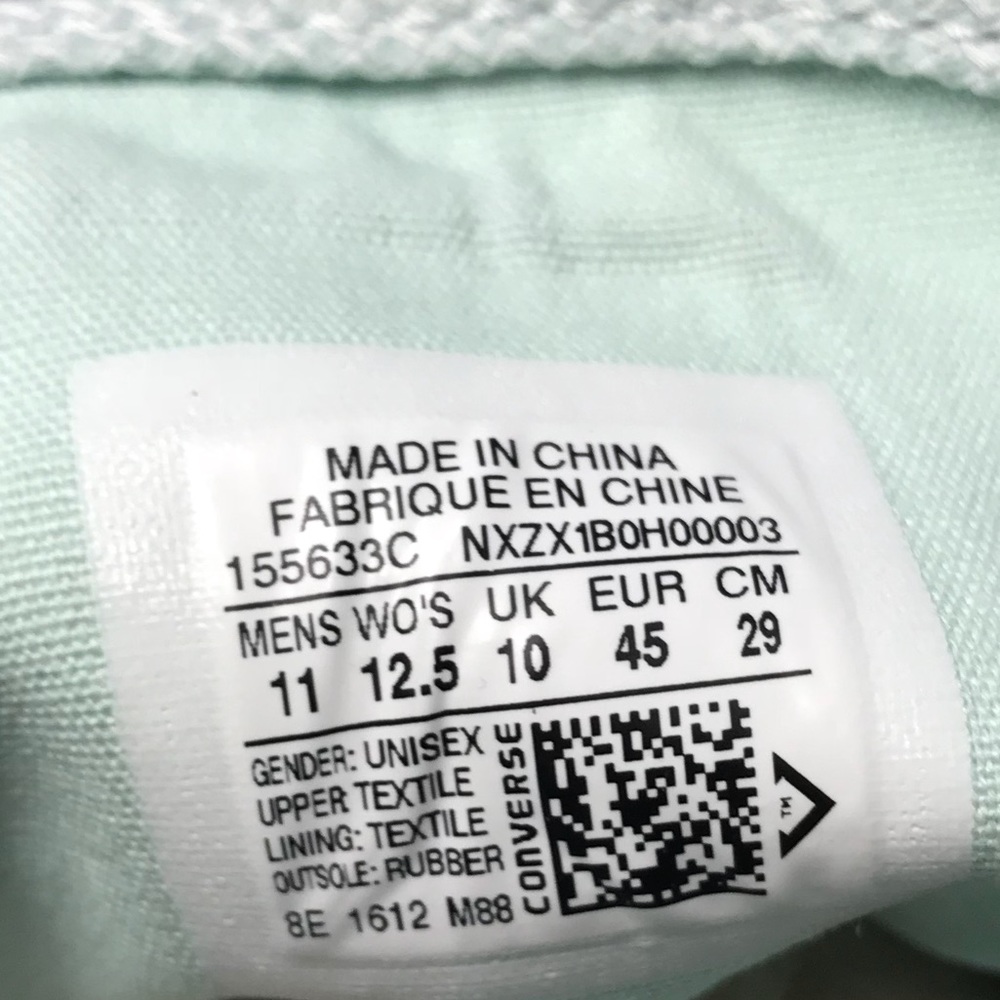 MADE IN CHINA
FABRIQUE EN CHINE
155633C NXZX1B0H00003
MENS WO'S UK EUR CM
11 12.5 10 45 29
GENDER: UNISEX
UPPER TEXTILE
LINING: TEXTILE
OUTSOLE: RUBBER
8E 1612 M88
CONVERSE
TM